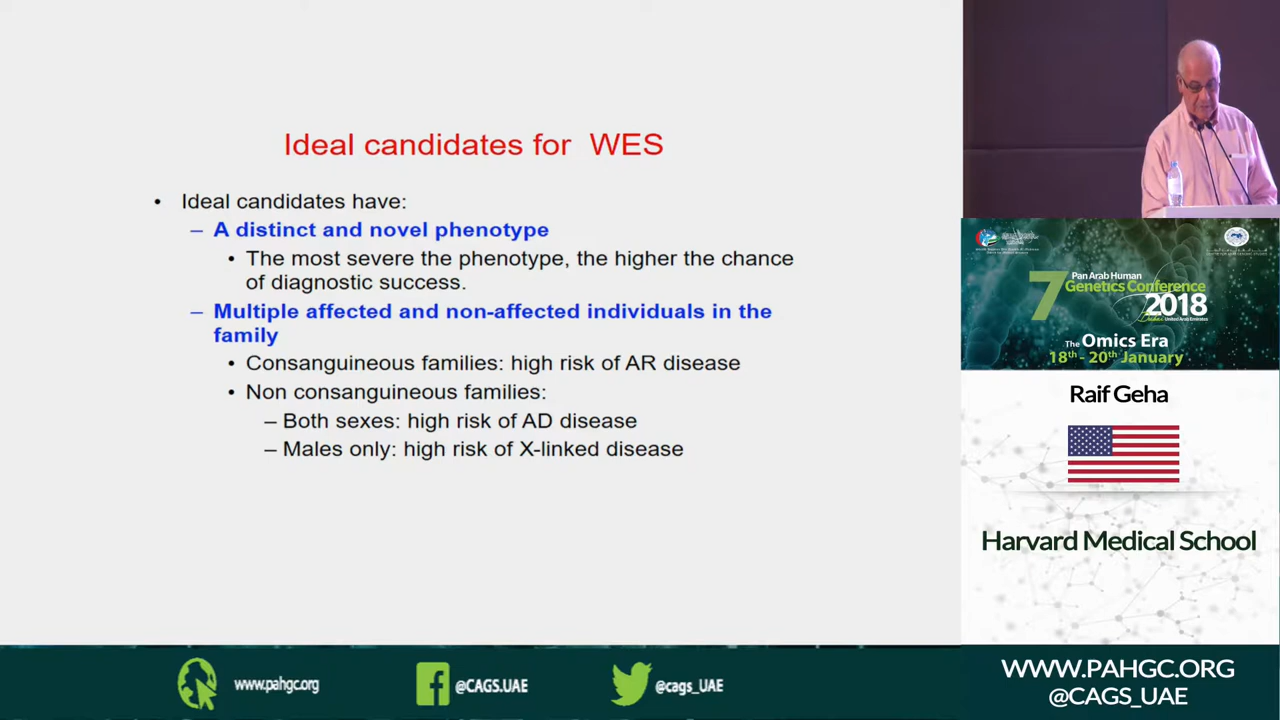 Ideal candidates for WES
• Ideal candidates have:
– A distinct and novel phenotype
• The most severe the phenotype, the higher the chance
of diagnostic success.
– Multiple affected and non-affected individuals in the
family
• Consanguineous families: high risk of AR disease
• Non consanguineous families:
– Both sexes: high risk of AD disease
– Males only: high risk of X-linked disease
7
Pan Arab Human
Genetics Conference
2018
Dubai United Arab Emirates
The Omics Era
18th - 20th January
Raif Geha
Harvard Medical School
www.pahgc.org
@CAGS.UAE
@cags_UAE
WWW.PAHGC.ORG
@CAGS_UAE